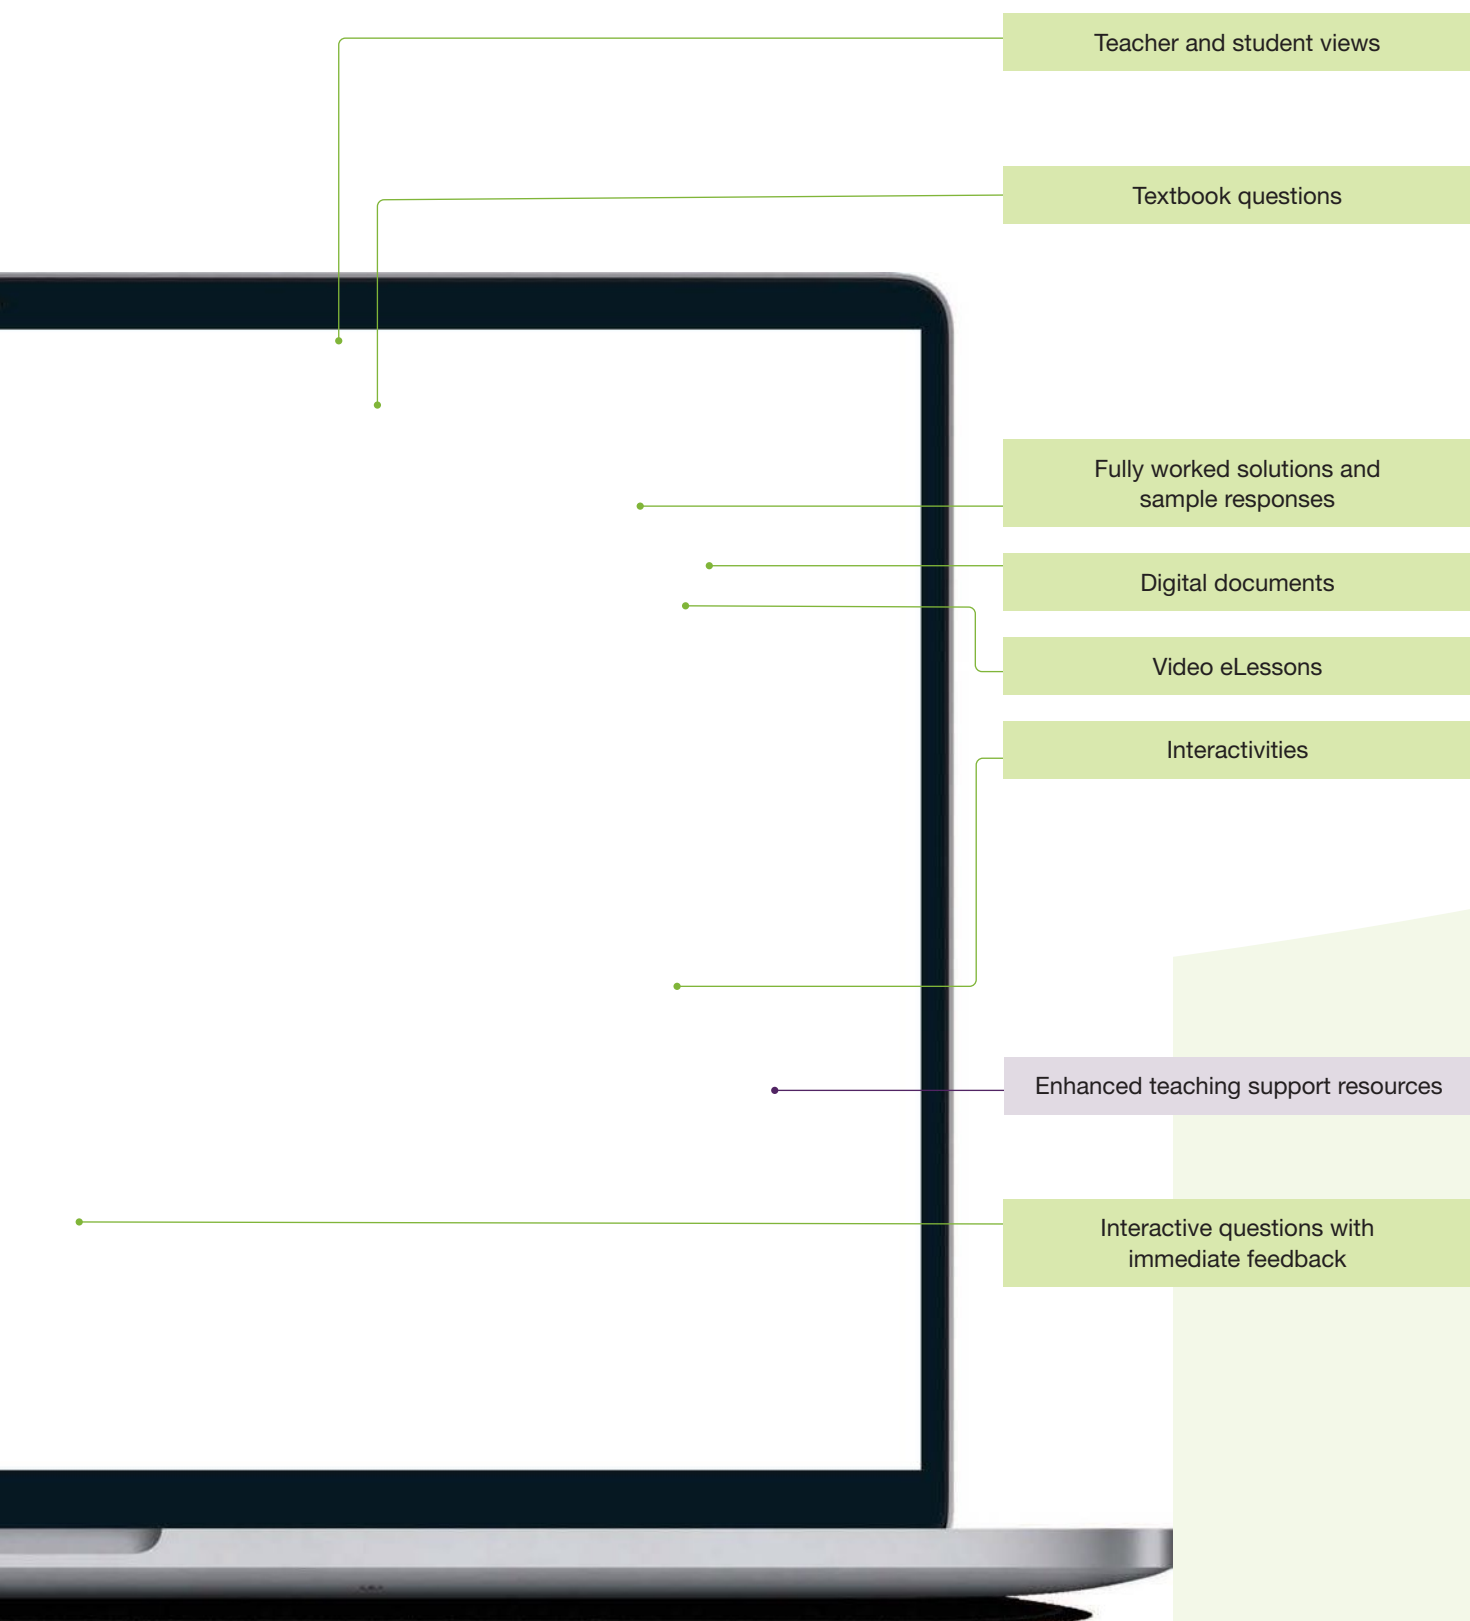 Teacher and student views
Textbook questions
Fully worked solutions and
sample responses
Digital documents
Video eLessons
Interactivities
Enhanced teaching support resources
Interactive questions with
immediate feedback